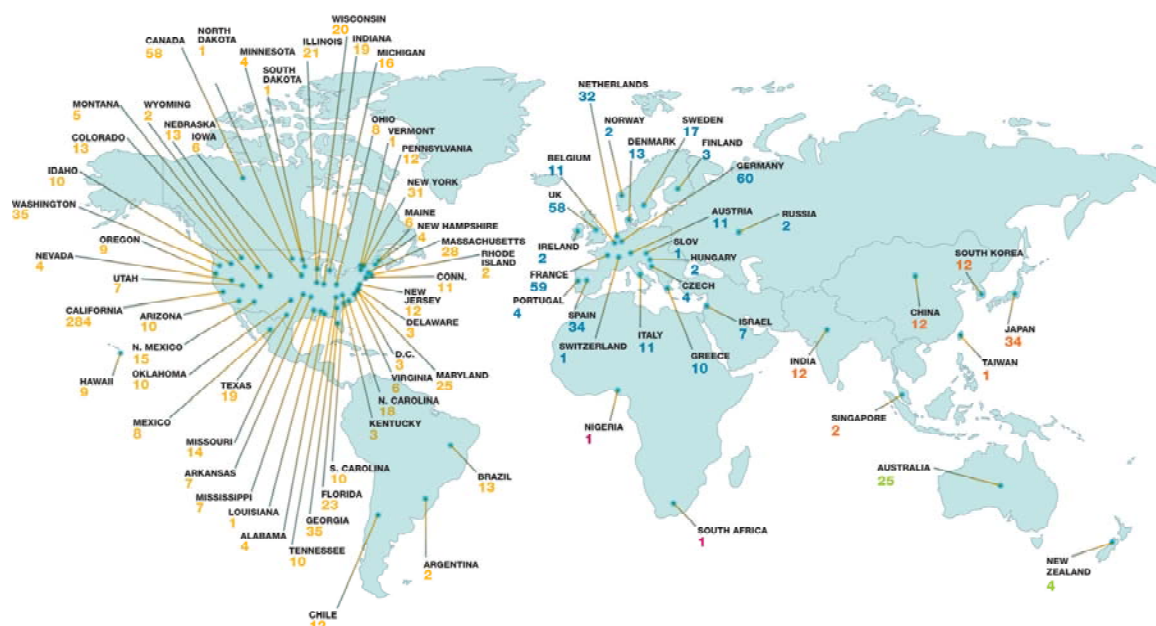 WISCONSIN
20
NORTH
DAKOTA
1
CANADA
58
ILLINOIS
21
INDIANA
19
MINNESOTA
4
MICHIGAN
16
SOUTH
DAKOTA
1
NETHERLANDS
32
MONTANA
5
WYOMING
2
NEBRASKA
13
OHIO
8
NORWAY
2
SWEDEN
17
VERMONT
1
COLORADO
13
IOWA
6
PENNSYLVANIA
12
DENMARK
13
FINLAND
3
BELGIUM
11
GERMANY
60
IDAHO
10
NEW YORK
31
UK
58
WASHINGTON
35
MAINE
6
NEW HAMPSHIRE
4
AUSTRIA
11
RUSSIA
2
OREGON
9
MASSACHUSETTS
28
RHODE
ISLAND
2
IRELAND
2
SLOV
1
NEVADA
4
HUNGARY
2
SOUTH KOREA
12
UTAH
7
CONN.
11
FRANCE
59
CZECH
4
CALIFORNIA
284
NEW
JERSEY
12
PORTUGAL
4
ARIZONA
10
DELAWARE
3
SPAIN
34
ISRAEL
7
CHINA
12
JAPAN
34
N. MEXICO
15
D.C.
3
SWITZERLAND
1
ITALY
11
GREECE
10
INDIA
12
TAIWAN
1
HAWAII
9
OKLAHOMA
10
TEXAS
19
VIRGINIA
6
MARYLAND
25
N. CAROLINA
18
MEXICO
8
KENTUCKY
3
NIGERIA
1
SINGAPORE
2
MISSOURI
14
S. CAROLINA
10
BRAZIL
13
AUSTRALIA
25
ARKANSAS
7
MISSISSIPPI
7
FLORIDA
23
LOUISIANA
1
GEORGIA
35
SOUTH AFRICA
1
ALABAMA
4
TENNESSEE
10
ARGENTINA
2
NEW
ZEALAND
4
CHILE